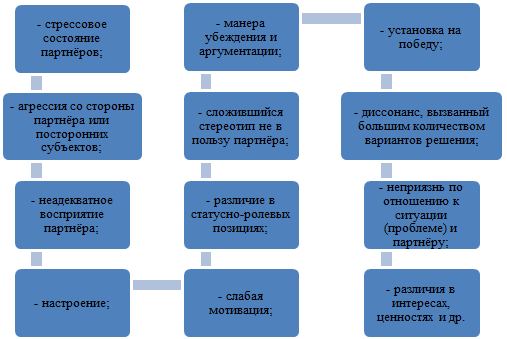 - стрессовое
состояние
партнёров;
- агрессия со стороны
партнёра или
посторонних
субъектов;
- неадекватное
восприятие
партнёра;
- настроение;
- слабая
мотивация;
- различие в
статусно-ролевых
позициях;
- сложившийся
стереотип не в
пользу партнёра;
- манера
убеждения и
аргументации;
- установка на
победу;
- диссонанс, вызванный
большим количеством
вариантов решения;
- неприязнь по
отношению к
ситуации
(проблеме) и
партнёру;
- различия в
интересах,
ценностях и др.